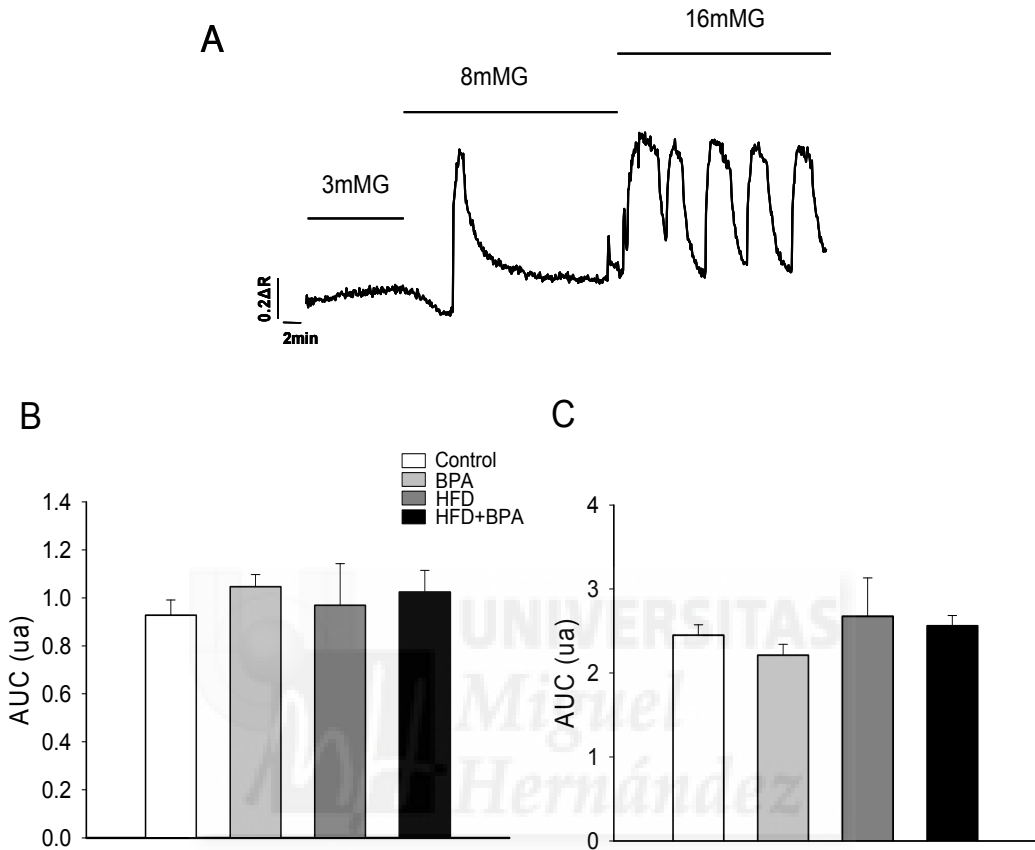 A
16mMG
8mMG
3mMG
0.2ΔR
2min
B
C
Control
BPA
HFD
HFD+BPA
AUC (ua)
1.4
1.2
1.0
0.8
0.6
0.4
0.2
0.0
AUC (ua)
4
3
2
1
0
UNIVERSITAS
Miguel
Hernández